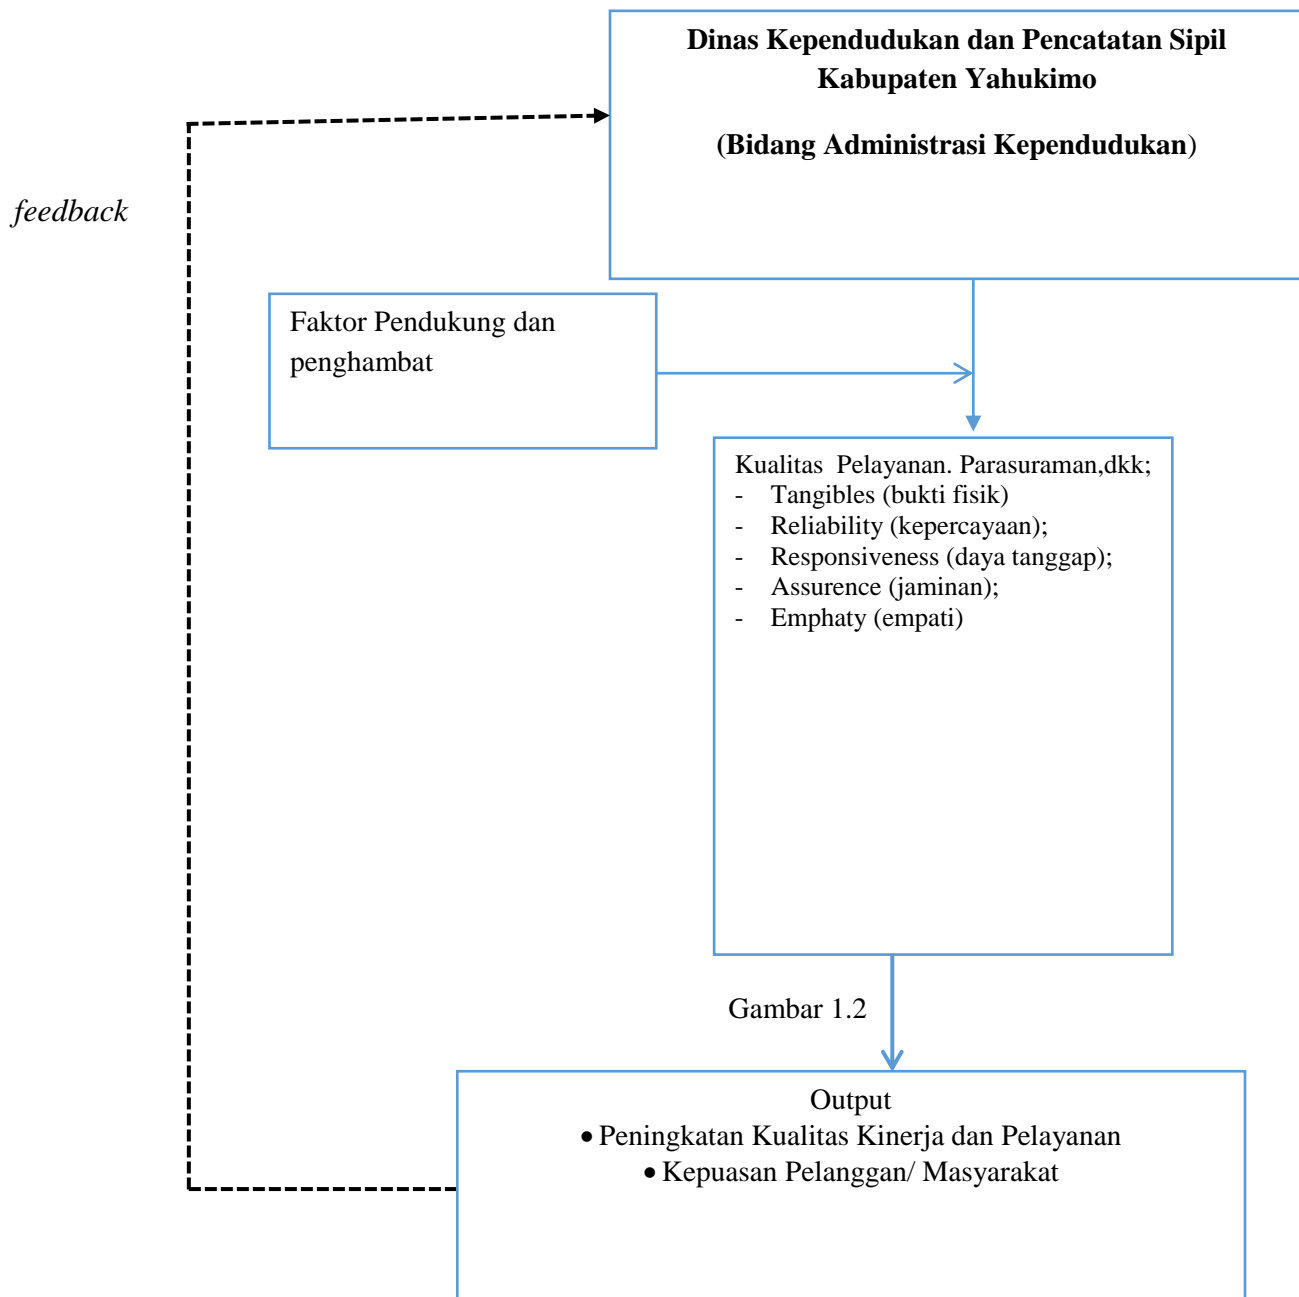 Dinas Kependudukan dan Pencatatan Sipil
Kabupaten Yahukimo
(Bidang Administrasi Kependudukan)
feedback
Faktor Pendukung dan
penghambat
Kualitas Pelayanan. Parasuraman,dkk;
- Tangibles (bukti fisik)
- Reliability (kepercayaan);
- Responsiveness (daya tanggap);
- Assurence (jaminan);
- Emphaty (empati)
Gambar 1.2
Output
• Peningkatan Kualitas Kinerja dan Pelayanan
• Kepuasan Pelanggan/ Masyarakat